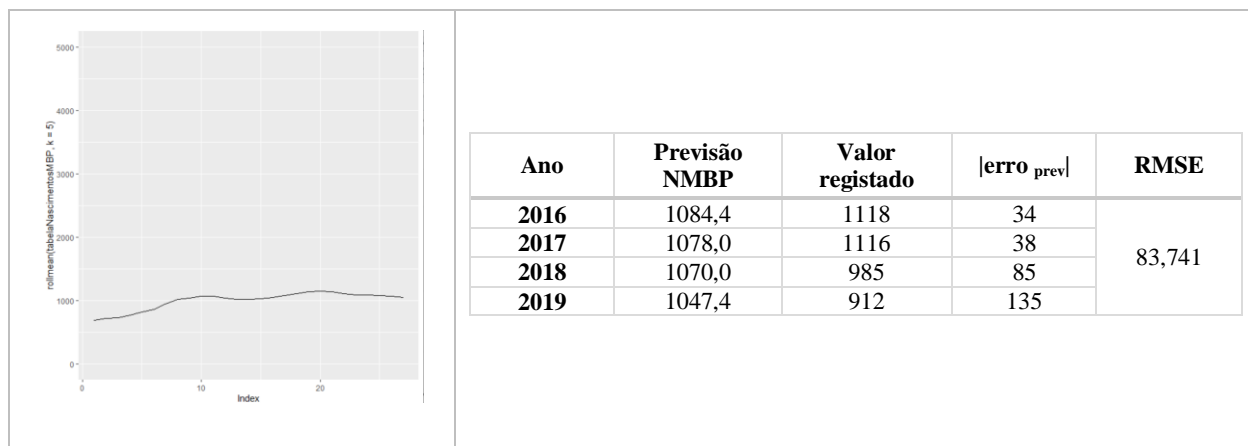 5000
4000
3000
2000
1000
0
rollmean(tabelaNascimentosMBP, k = 5)
0 10 20
Index
Ano Previsão NMBP Valor registado |erro prev| RMSE
2016 1084,4 1118 34 83,741
2017 1078,0 1116 38
2018 1070,0 985 85
2019 1047,4 912 135